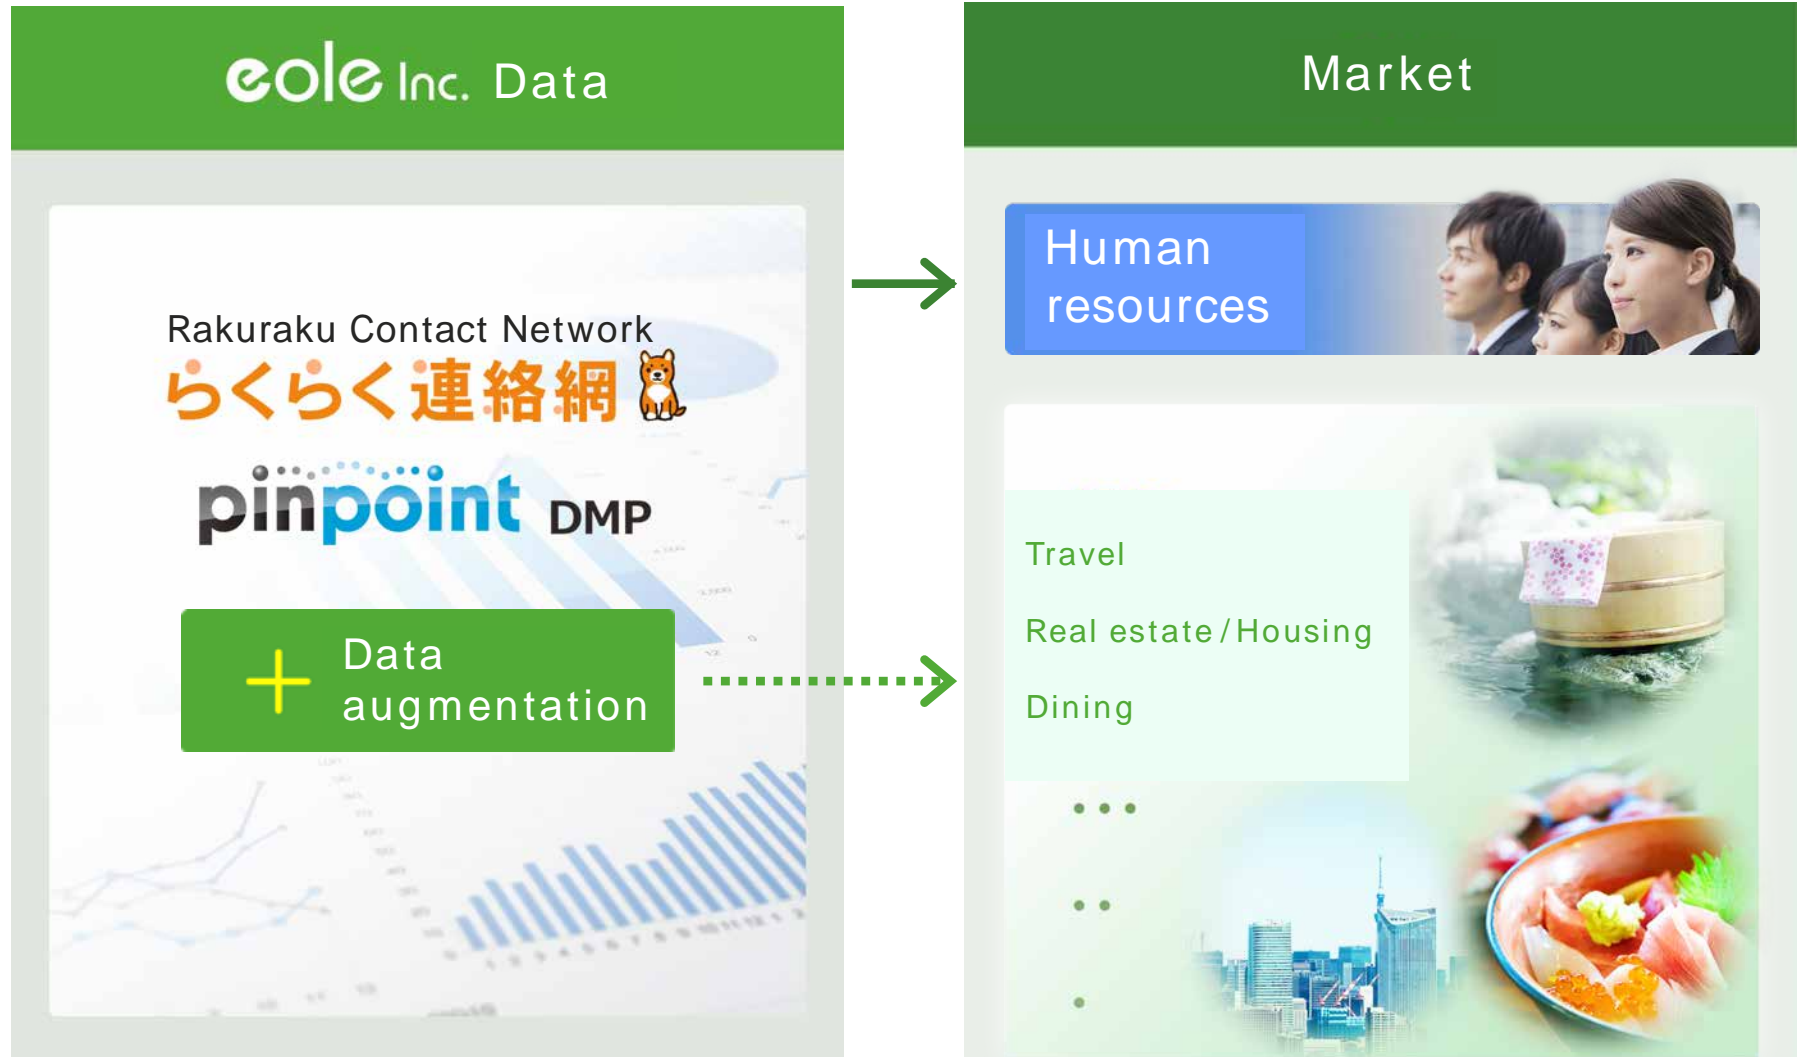 eole Inc. Data
Rakuraku Contact Network
らくらく連絡網
pinpoint DMP
+ Data
augmentation
Market
Human
resources
Travel
Real estate / Housing
Dining